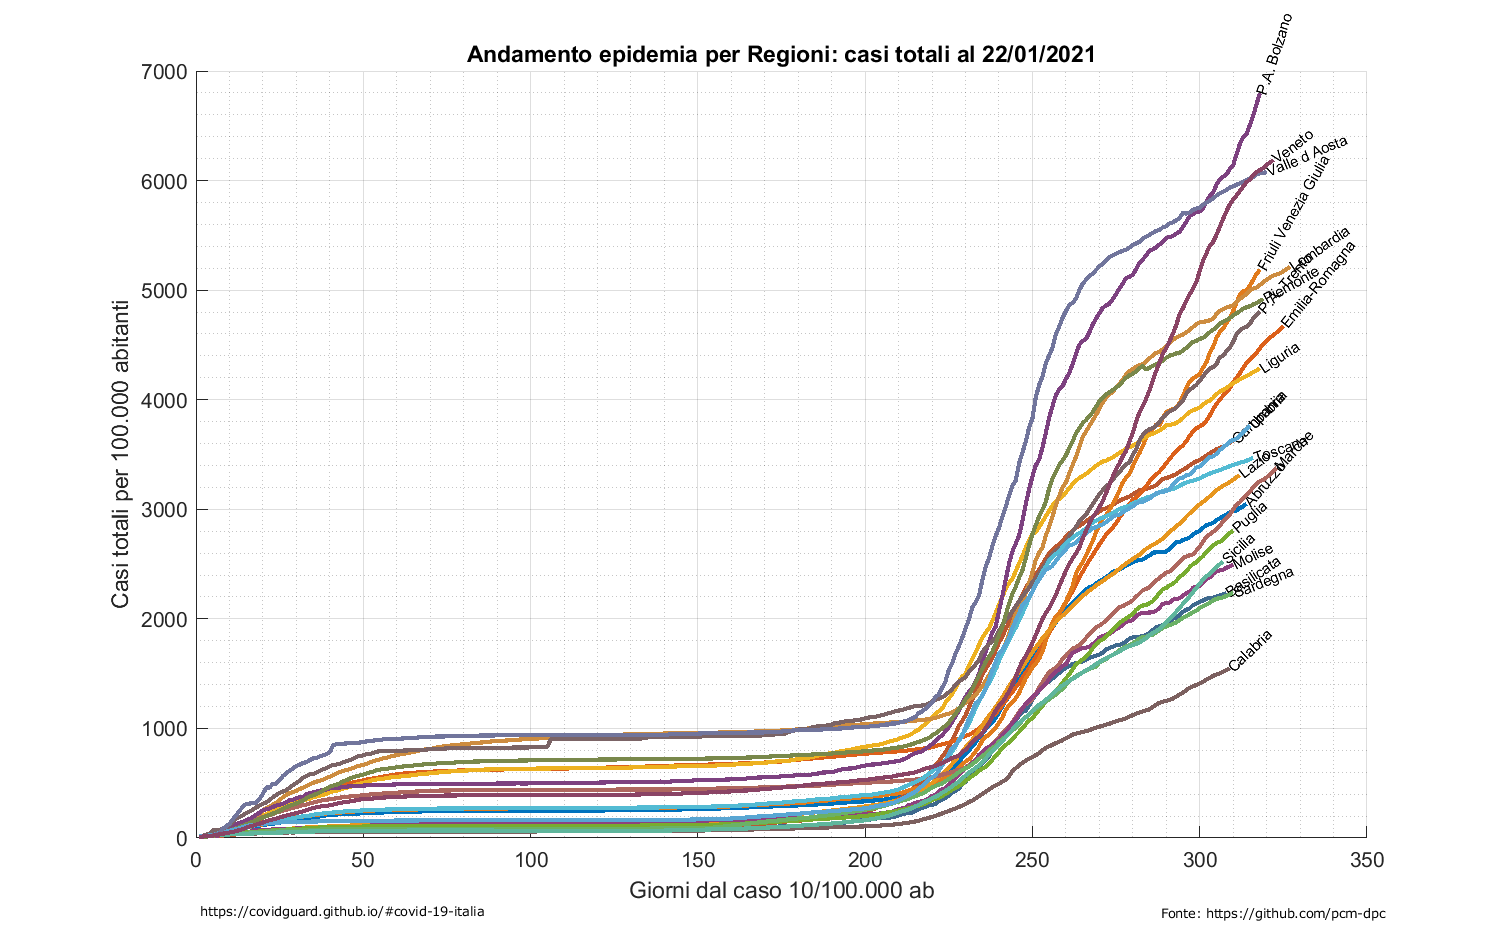 Andamento epidemia per Regioni: casi totali al 22/01/2021
Casi totali per 100.000 abitanti
7000
6000
5000
4000
3000
2000
1000
0
P.A. Bolzano
Veneto
Valle d Aosta
Friuli Venezia Giulia
Lombardia
P.A. Trento
Piemonte
Emilia-Romagna
Liguria
Campania
Umbria
Toscana
Marche
Lazio
Abruzzo
Puglia
Sicilia
Molise
Basilicata
Sardegna
Calabria
0 50 100 150 200 250 300 350
Giorni dal caso 10/100.000 ab
https://covidguard.github.io/#covid-19-italia
Fonte: https://github.com/pcm-dpc